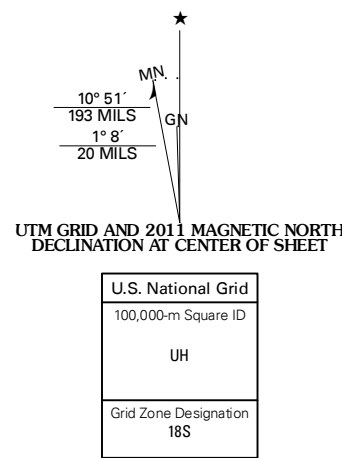 ★
MN
10° 51´
193 MILS
GN
1° 8´
20 MILS
UTM GRID AND 2011 MAGNETIC NORTH
DECLINATION AT CENTER OF SHEET
U.S. National Grid
100,000-m Square ID
UH
Grid Zone Designation
18S